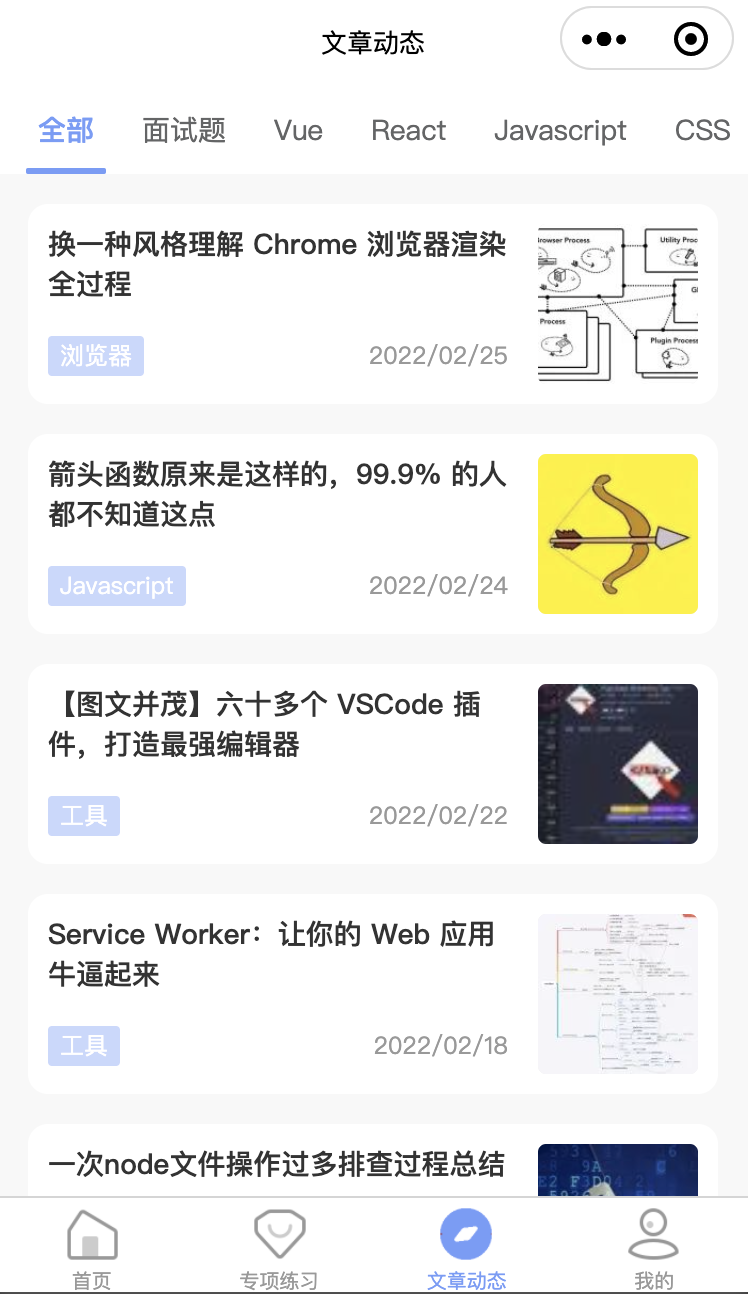 文章动态
全部 面试题 Vue React Javascript CSS
换一种风格理解 Chrome 浏览器渲染
全过程
浏览器 2022/02/25
rowser Process
Utility Proc
Process
Plugin Process
箭头函数原来是这样的，99.9% 的人
都不知道这点
Javascript 2022/02/24
【图文并茂】六十多个 VSCode 插
件，打造最强编辑器
工具 2022/02/22
Service Worker：让你的 Web 应用
牛逼起来
工具 2022/02/18
一次node文件操作过多排查过程总结
首页 专项练习 文章动态 我的